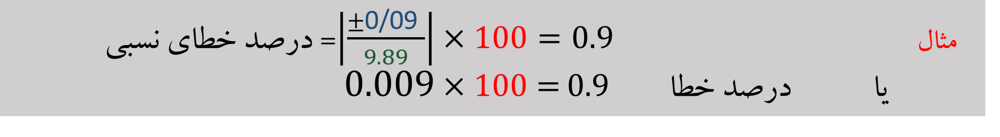 مثال درصد خطای نسبی= |±0/09 / 9.89| × 100 = 0.9
یا درصد خطا 0.009 × 100 = 0.9